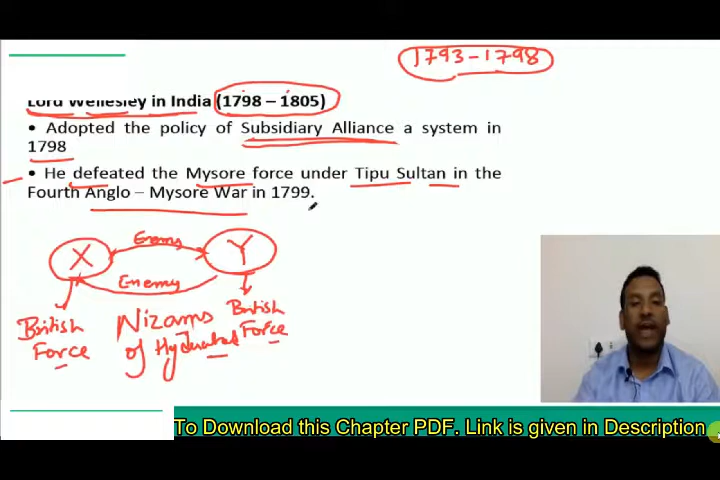 1793-1798
Lord Wellesley in India (1798 – 1805)
• Adopted the policy of Subsidiary Alliance a system in
1798
• He defeated the Mysore force under Tipu Sultan in the
Fourth Anglo – Mysore War in 1799.
X Enemy Y
Enemy
British
Force
Nizams
of Hyderabad
British
Force
To Download this Chapter PDF. Link is given in Description